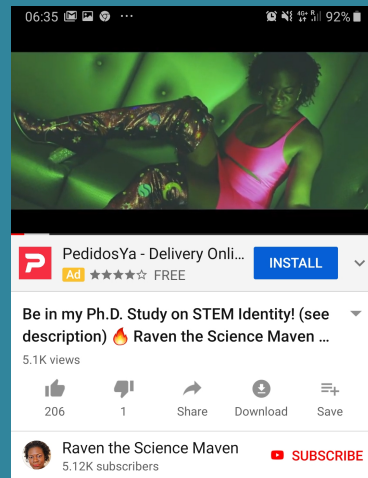 06:35 ... 4G+ R 92%
PedidosYa - Delivery Onli...
Ad ★★★★☆ FREE
INSTALL
Be in my Ph.D. Study on STEM Identity! (see
description) 🔥 Raven the Science Maven ...
5.1K views
206 1 Share Download Save
Raven the Science Maven
5.12K subscribers
SUBSCRIBE